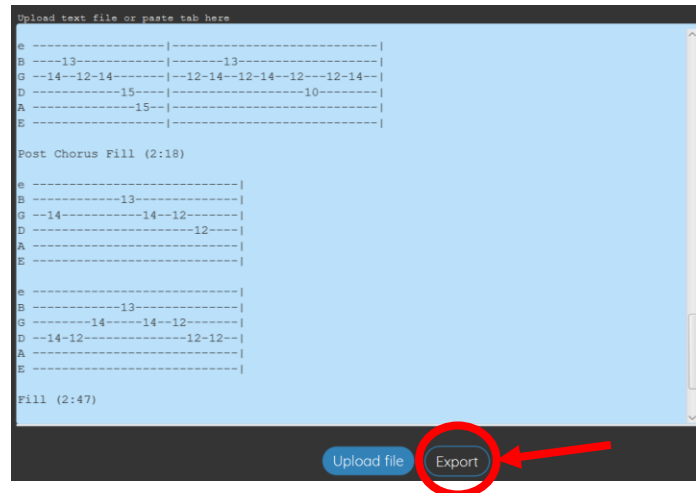 Upload text file or paste tab here
e ------------------|----------------------------|
B ----13------------|-------13-------------------|
G --14--12-14-------|--12-14--12-14--12---12-14--|
D ------------15----|------------------10--------|
A --------------15--|----------------------------|
E ------------------|----------------------------|
Post Chorus Fill (2:18)
e ----------------------------|
B ------------13--------------|
G --14-----------14--12-------|
D ----------------------12----|
A ----------------------------|
E ----------------------------|
e ----------------------------|
B ------------13--------------|
G --------14-----14--12-------|
D --14-12--------------12-12--|
A ----------------------------|
E ----------------------------|
Fill (2:47)
Upload file Export